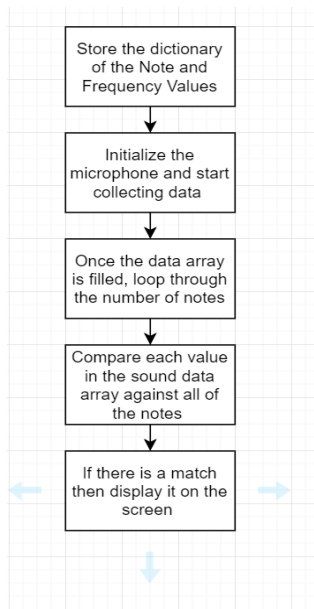 Store the dictionary
of the Note and
Frequency Values
Initialize the
microphone and start
collecting data
Once the data array
is filled, loop through
the number of notes
Compare each value
in the sound data
array against all of
the notes
If there is a match
then display it on the
screen